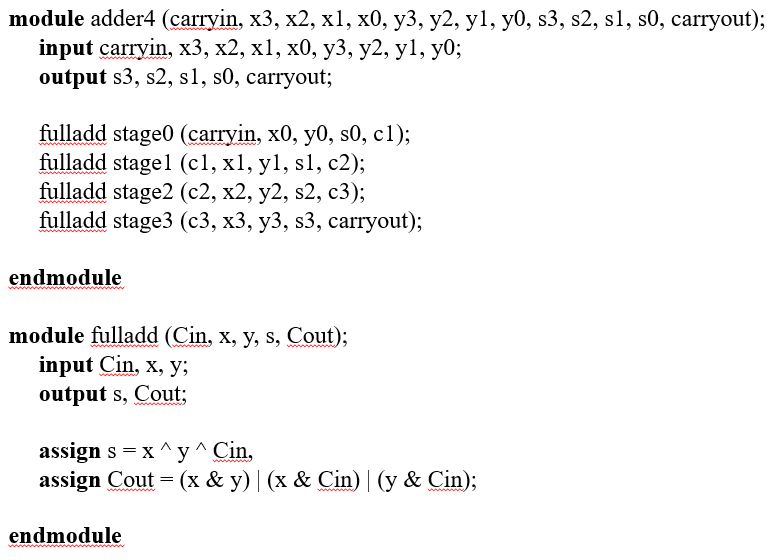 module adder4 (carryin, x3, x2, x1, x0, y3, y2, y1, y0, s3, s2, s1, s0, carryout);
input carryin, x3, x2, x1, x0, y3, y2, y1, y0;
output s3, s2, s1, s0, carryout;
fulladd stage0 (carryin, x0, y0, s0, c1);
fulladd stage1 (c1, x1, y1, s1, c2);
fulladd stage2 (c2, x2, y2, s2, c3);
fulladd stage3 (c3, x3, y3, s3, carryout);
endmodule
module fulladd (Cin, x, y, s, Cout);
input Cin, x, y;
output s, Cout;
assign s = x ^ y ^ Cin,
assign Cout = (x & y) | (x & Cin) | (y & Cin);
endmodule